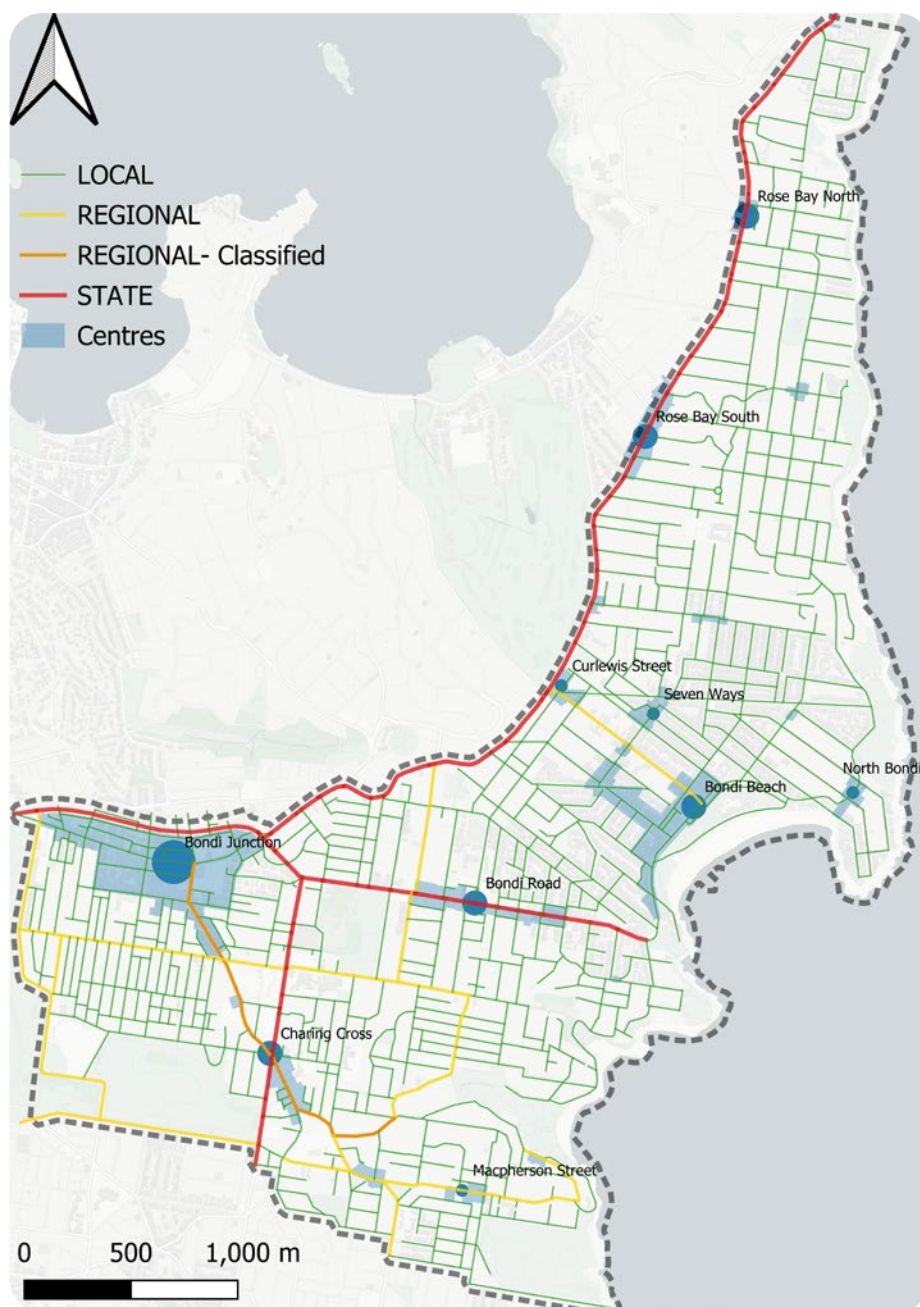 LOCAL
REGIONAL
REGIONAL- Classified
STATE
Centres
Rose Bay North
Rose Bay South
Curlewis Street
Seven Ways
North Bondi
Bondi Beach
Bondi Junction
Bondi Road
Charing Cross
Macpherson Street
0 500 1,000 m